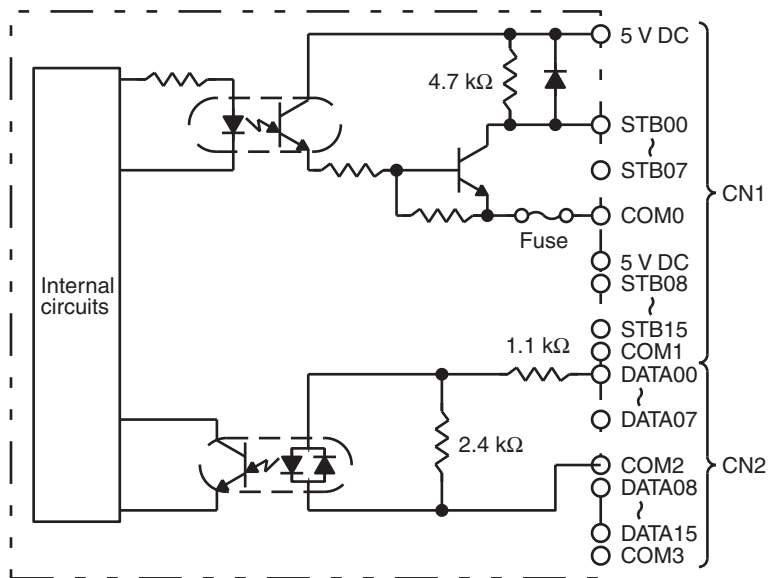 5 V DC
4.7 kΩ
STB00
~
STB07
CN1
COM0
Fuse
5 V DC
STB08
~
Internal
circuits
STB15
1.1 kΩ
COM1
DATA00
~
DATA07
2.4 kΩ
COM2
CN2
DATA08
~
DATA15
COM3